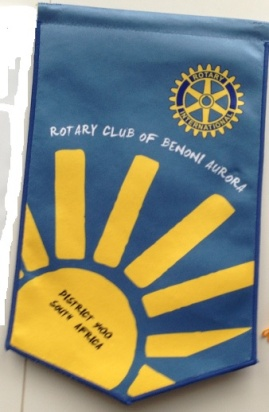 ROTARY
INTERNATIONAL
ROTARY CLUB OF BENONI AURORA
DISTRICT 9400
SOUTH AFRICA